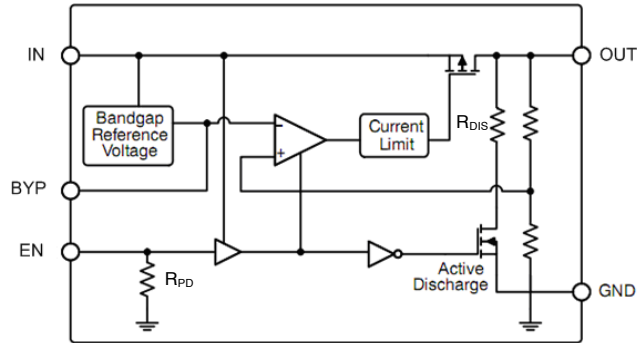 IN
OUT
Bandgap
Reference
Voltage
−
+
Current
Limit
RDIS
BYP
EN
RPD
Active
Discharge
GND